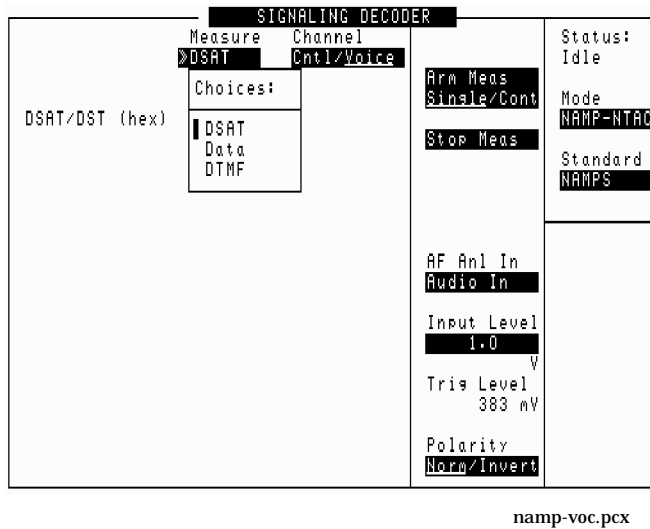 SIGNALING DECODER
Measure
»DSAT
Channel
Cntl/Voice
Choices:
DSAT
Data
DTMF
DSAT/DST (hex)
Arm Meas
Single/Cont
Stop Meas
AF Anl In
Audio In
Input Level
1.0
V
Trig Level
383 mV
Polarity
Norm/Invert
Status:
Idle
Mode
NAMP-NTAC
Standard
NAMPS
namp-voc.pcx